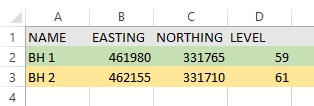 A B C D
1 NAME EASTING NORTHING LEVEL
2 BH 1 461980 331765 59
3 BH 2 462155 331710 61
4